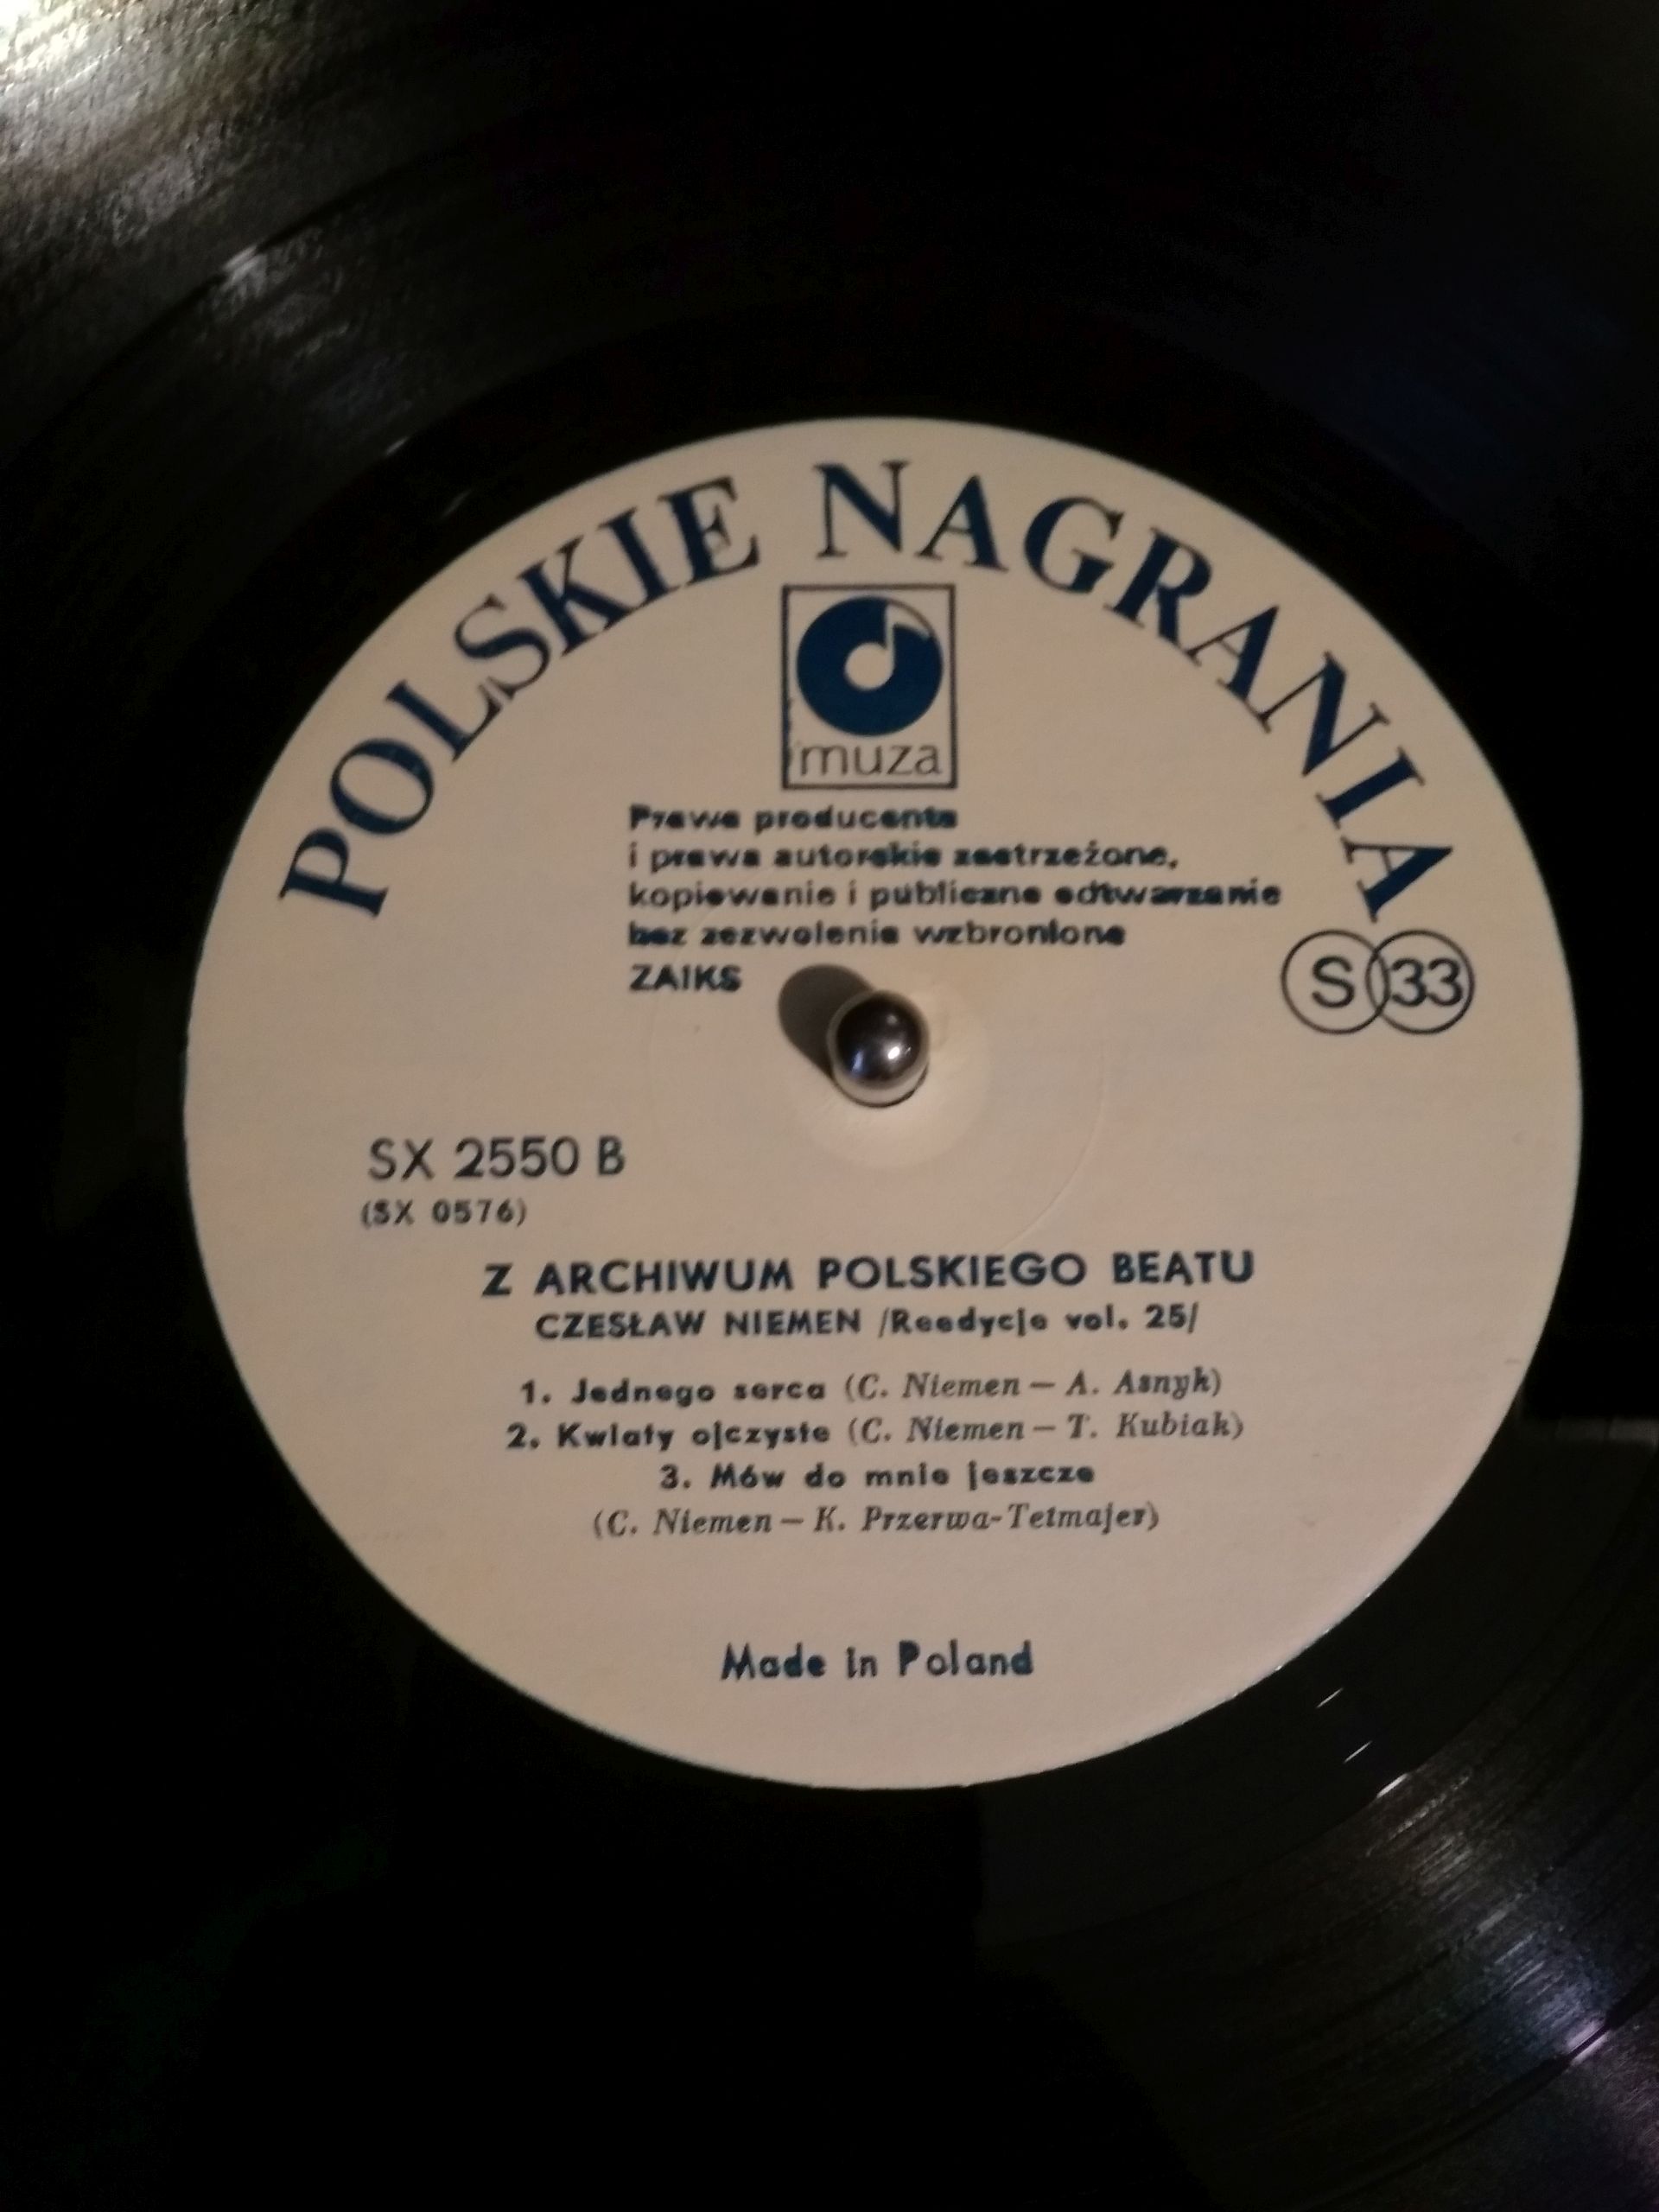 POLSKIE NAGRANIA
muza
Prawa producenta
i prawa autorskie zastrzeżone,
kopiowanie i publiczne odtwarzanie
bez zezwolenia wzbronione
ZAIKS
S 33
SX 2550 B
(SX 0576)
Z ARCHIWUM POLSKIEGO BEATU
CZESŁAW NIEMEN /Reedycje vol. 25/
1. Jednego serca (C. Niemen — A. Asnyk)
2. Kwiaty ojczyste (C. Niemen — T. Kubiak)
3. Mów do mnie jeszcze
(C. Niemen — K. Przerwa-Tetmajer)
Made in Poland